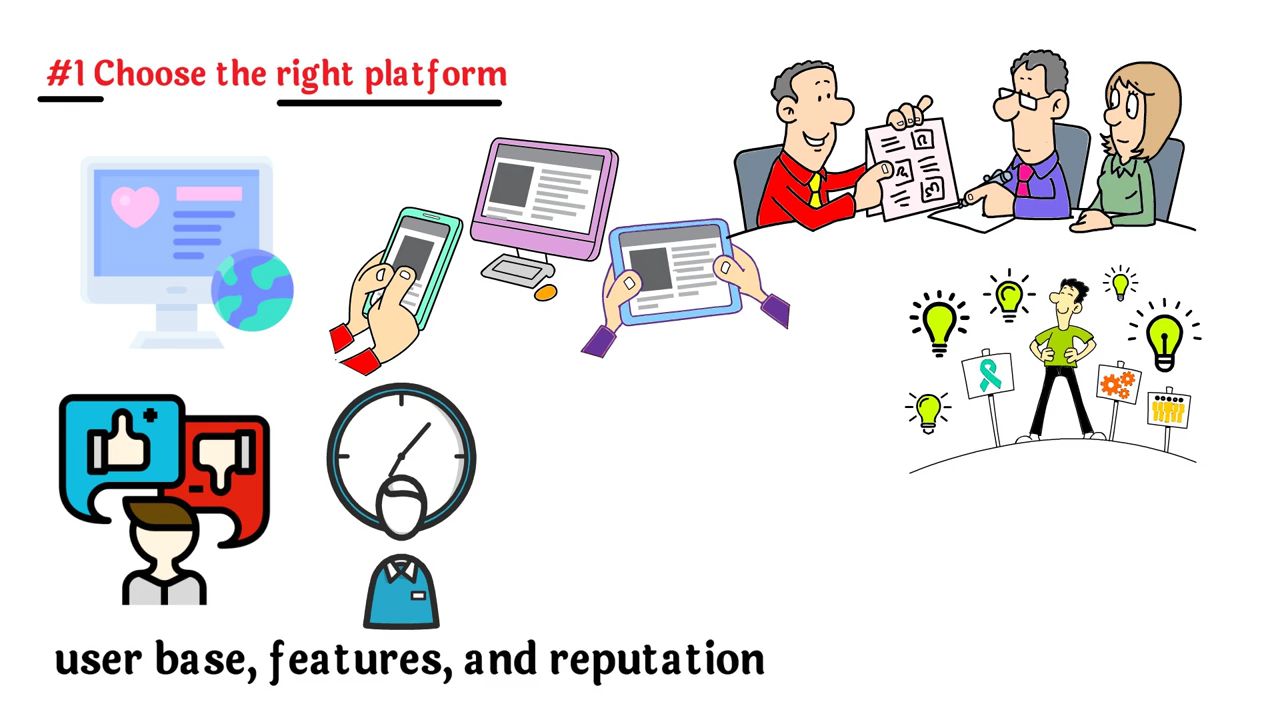 #1 Choose the right platform
user base, features, and reputation